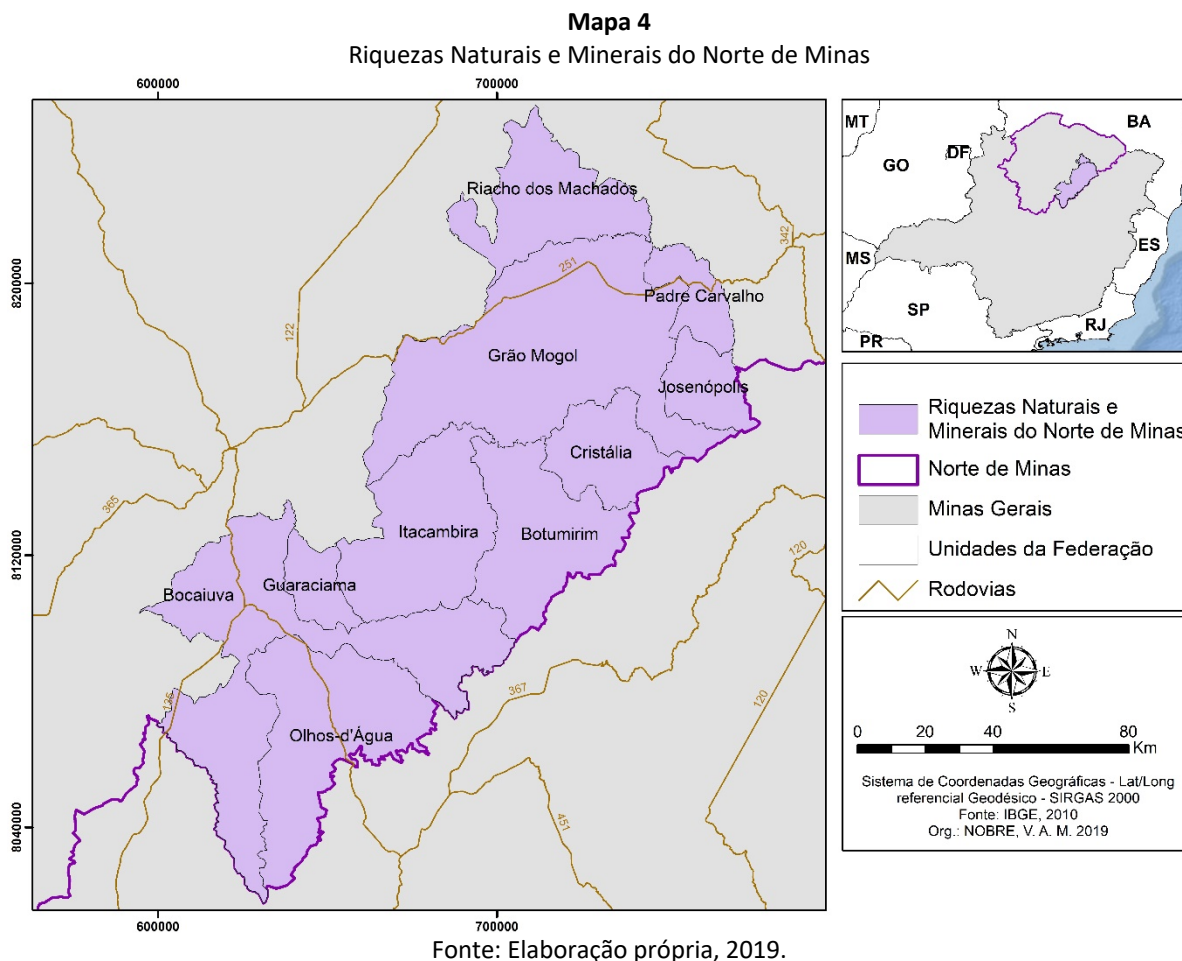 Mapa 4
Riquezas Naturais e Minerais do Norte de Minas
600000
700000
8200000
8120000
8040000
Riacho dos Machados
251
342
122
Padre Carvalho
Grão Mogol
Josenópolis
Cristália
365
Itacambira
Botumirim
120
Bocaiuva
Guaraciama
367
120
135
Olhos-d'Água
451
600000
700000
MT
BA
GO
DF
MS
ES
SP
RJ
PR
Riquezas Naturais e
Minerais do Norte de Minas
Norte de Minas
Minas Gerais
Unidades da Federação
Rodovias
N
W
E
S
0 20 40 80
Km
Sistema de Coordenadas Geográficas - Lat/Long
referencial Geodésico - SIRGAS 2000
Fonte: IBGE, 2010
Org.: NOBRE, V. A. M. 2019
Fonte: Elaboração própria, 2019.